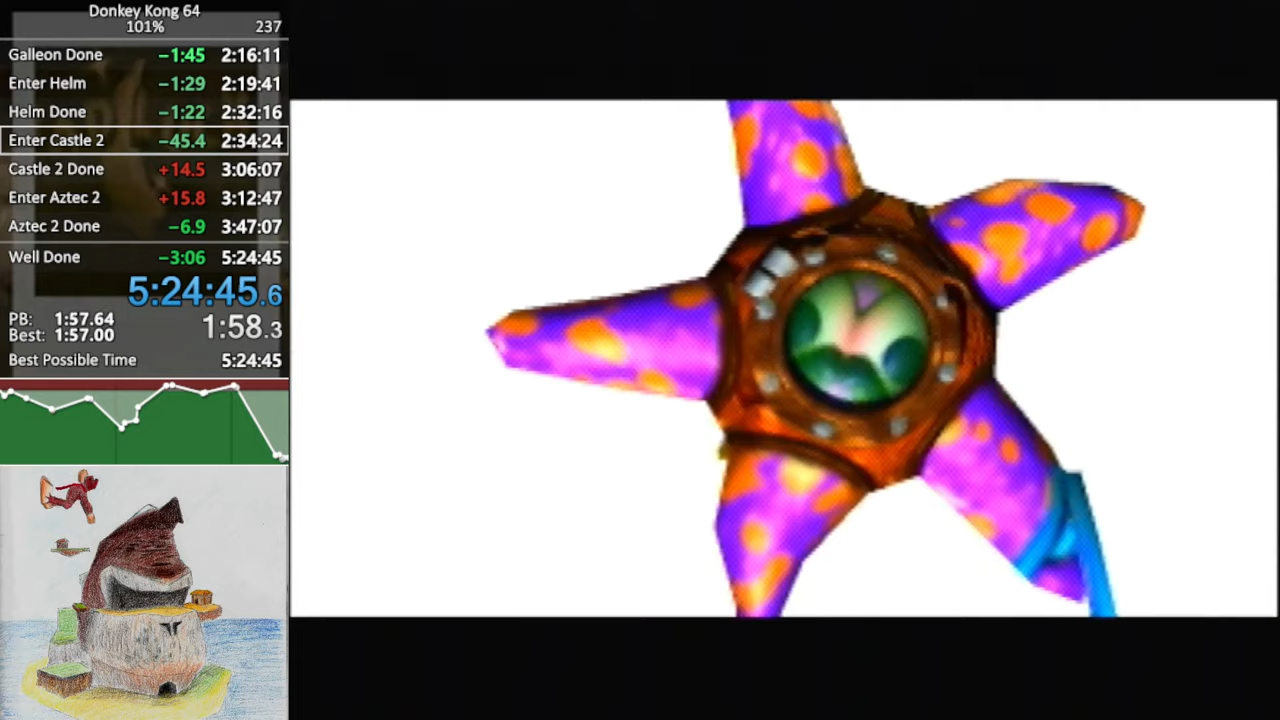 Donkey Kong 64
101% 237
Galleon Done −1:45 2:16:11
Enter Helm −1:29 2:19:41
Helm Done −1:22 2:32:16
Enter Castle 2 −45.4 2:34:24
Castle 2 Done +14.5 3:06:07
Enter Aztec 2 +15.8 3:12:47
Aztec 2 Done −6.9 3:47:07
Well Done −3:06 5:24:45
5:24:45.6
PB: 1:57.64 1:58.3
Best: 1:57.00
Best Possible Time 5:24:45